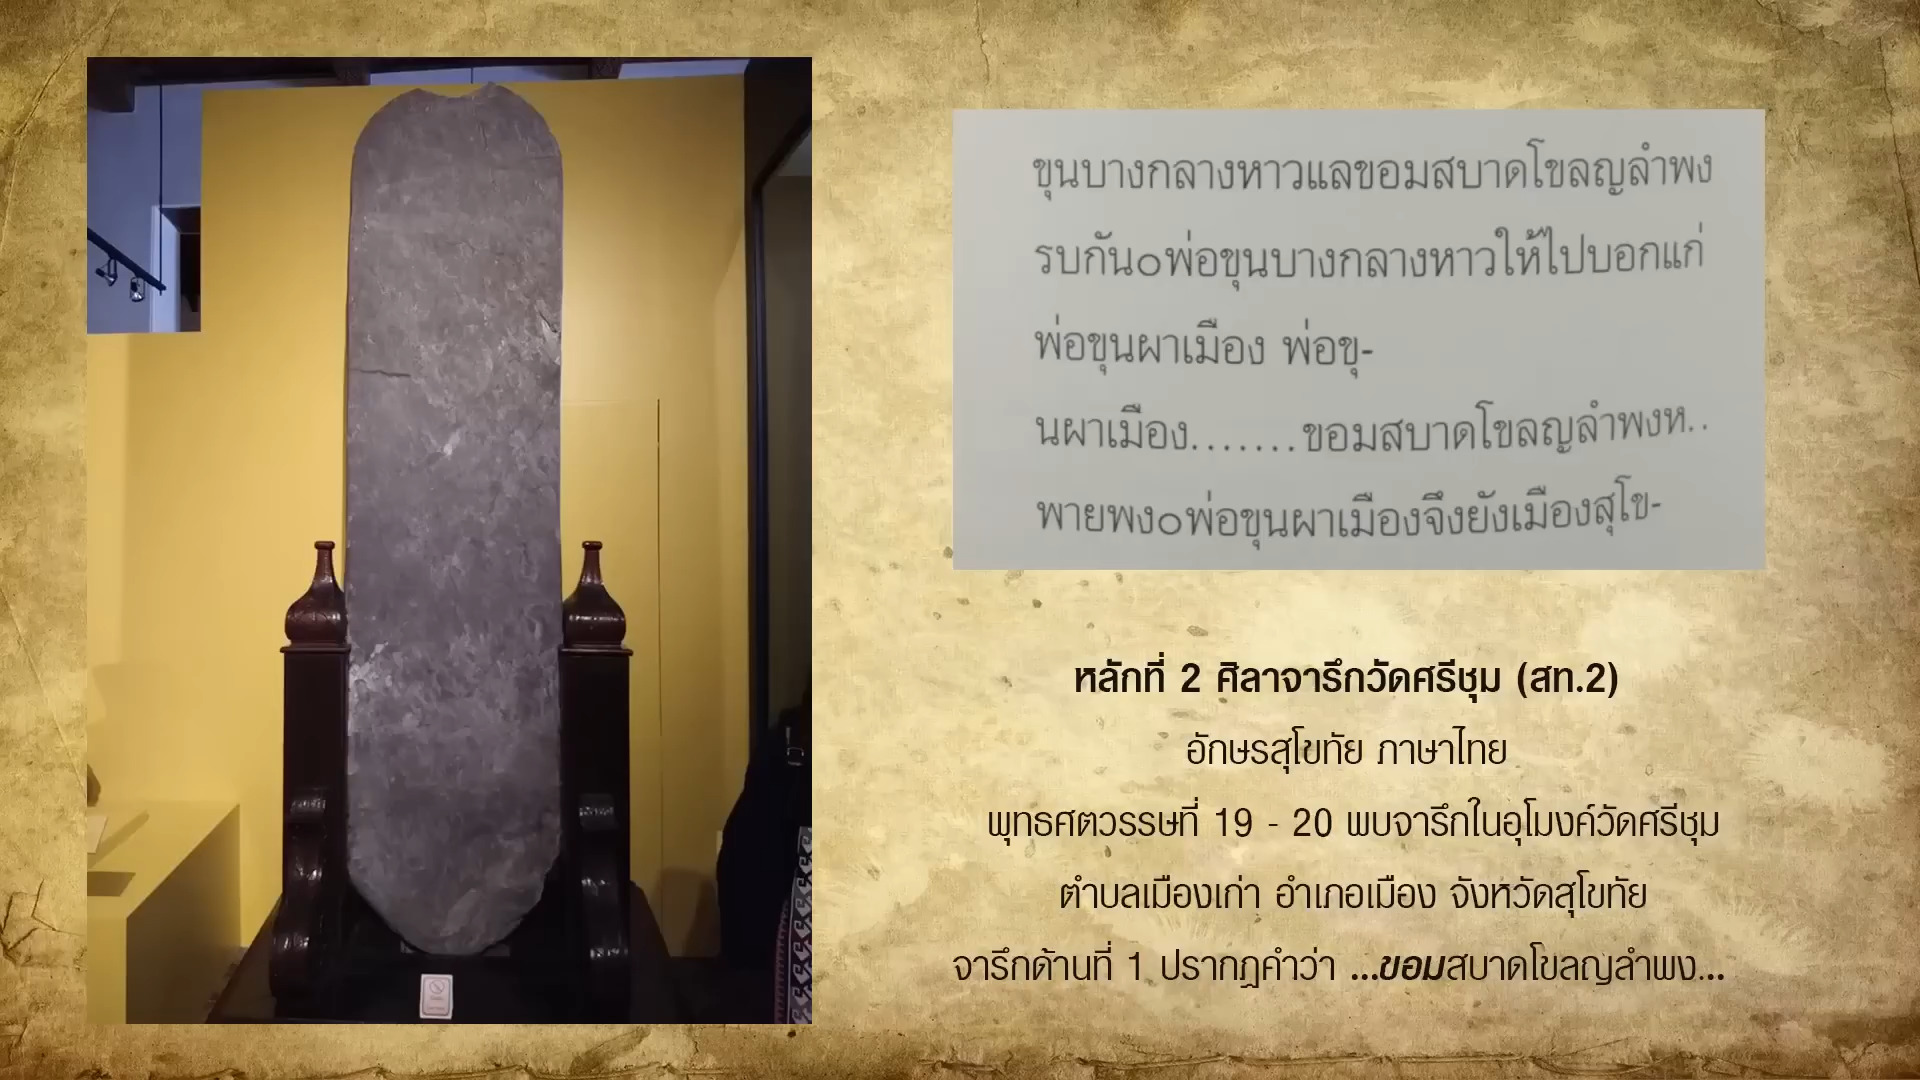 ขุนบางกลางหาวแลขอมสบาดโขลญลำพง
รบกัน๐พ่อขุนบางกลางหาวให้ไปบอกแก่
พ่อขุนผาเมือง พ่อขุ-
นผาเมือง.......ขอมสบาดโขลญลำพงห..
พายพง๐พ่อขุนผาเมืองจึงยังเมืองสุโข-
หลักที่ 2 ศิลาจารึกวัดศรีชุม (สท.2)
อักษรสุโขทัย ภาษาไทย
พุทธศตวรรษที่ 19 - 20 พบจารึกในอุโมงค์วัดศรีชุม
ตำบลเมืองเก่า อำเภอเมือง จังหวัดสุโขทัย
จารึกด้านที่ 1 ปรากฏคำว่า ...ขอมสบาดโขลญลำพง...